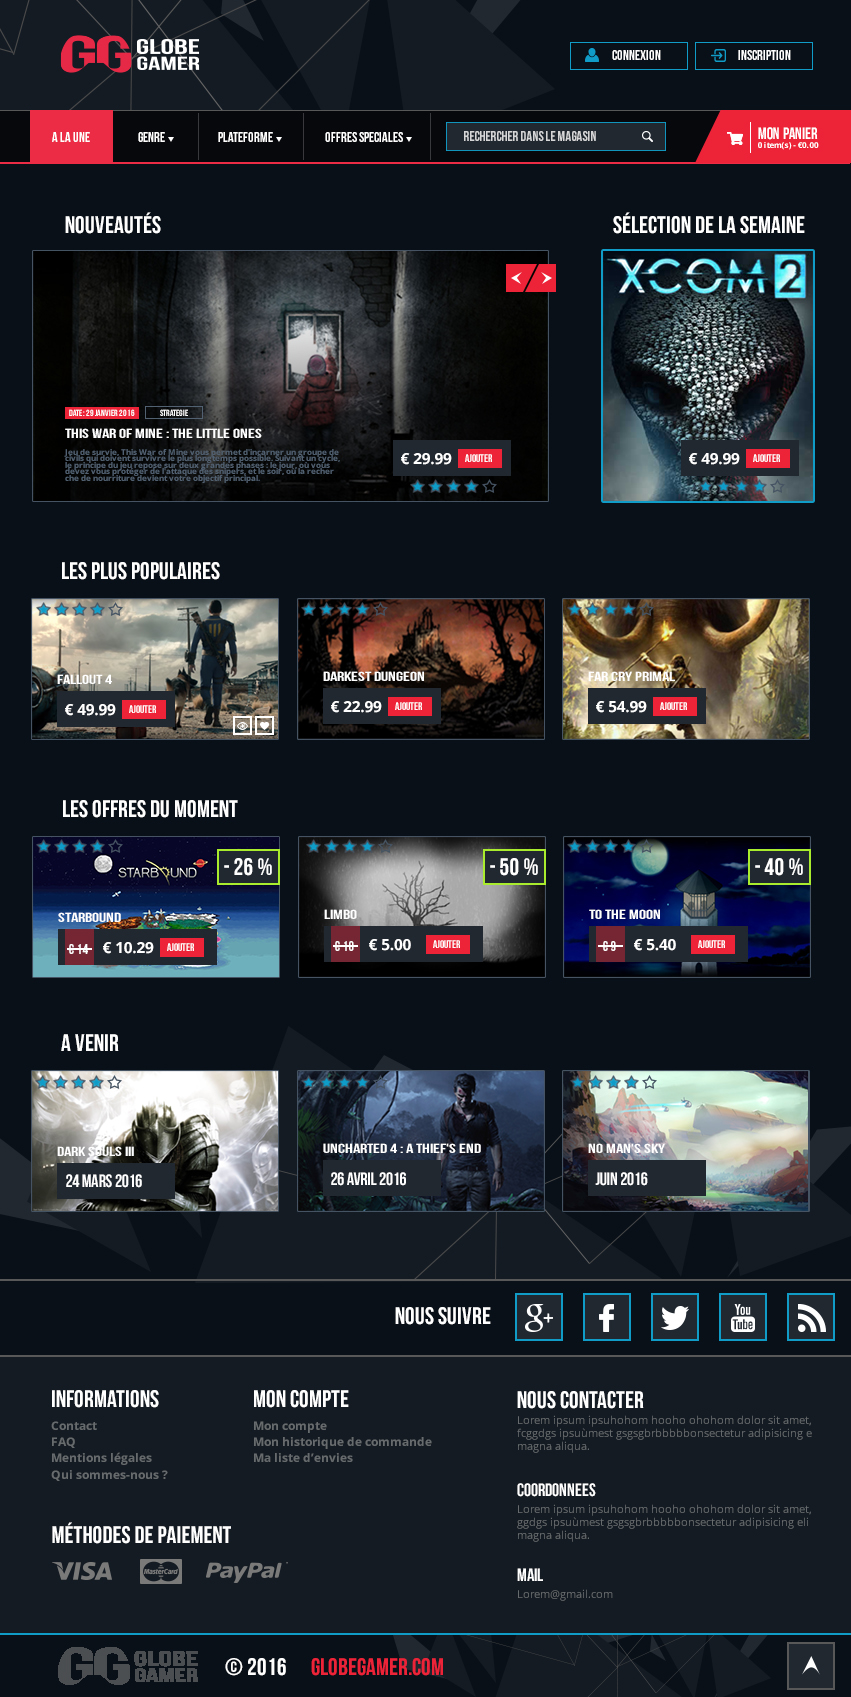 GG GLOBE
GAMER
CONNEXION
INSCRIPTION
A LA UNE
GENRE
PLATEFORME
OFFRES SPECIALES
RECHERCHER DANS LE MAGASIN
MON PANIER
0 item(s) - €0.00
NOUVEAUTÉS
SÉLECTION DE LA SEMAINE
DATE : 29 JANVIER 2016
STRATEGIE
THIS WAR OF MINE : THE LITTLE ONES
Jeu de survie, This War of Mine vous permet d'incarner un groupe de
civils qui doivent survivre le plus longtemps possible. Suivant un cycle,
le principe du jeu repose sur deux grandes phases : le jour, où vous
devez vous protéger de l'attaque des snipers, et le soir, où la recher
che de nourriture devient votre objectif principal.
€ 29.99
AJOUTER
XCOM 2
€ 49.99
AJOUTER
LES PLUS POPULAIRES
FALLOUT 4
€ 49.99
AJOUTER
DARKEST DUNGEON
€ 22.99
AJOUTER
FAR CRY PRIMAL
€ 54.99
AJOUTER
LES OFFRES DU MOMENT
STARBOUND
- 26 %
STARBOUND
€ 14
€ 10.29
AJOUTER
- 50 %
LIMBO
€ 10
€ 5.00
AJOUTER
- 40 %
TO THE MOON
€ 9
€ 5.40
AJOUTER
A VENIR
DARK SOULS III
24 MARS 2016
UNCHARTED 4 : A THIEF'S END
26 AVRIL 2016
NO MAN'S SKY
JUIN 2016
NOUS SUIVRE
g+
f
You
Tube
INFORMATIONS
Contact
FAQ
Mentions légales
Qui sommes-nous ?
MON COMPTE
Mon compte
Mon historique de commande
Ma liste d'envies
NOUS CONTACTER
Lorem ipsum ipsuhohom hooho ohohom dolor sit amet,
fcggdgs ipsuùmest gsgsgbrbbbbbonsectetur adipisicing e
magna aliqua.
COORDONNEES
Lorem ipsum ipsuhohom hooho ohohom dolor sit amet,
ggdgs ipsuùmest gsgsgbrbbbbbonsectetur adipisicing eli
magna aliqua.
MAIL
Lorem@gmail.com
MÉTHODES DE PAIEMENT
VISA
MasterCard
PayPal
GG GLOBE
GAMER
© 2016
GLOBEGAMER.COM